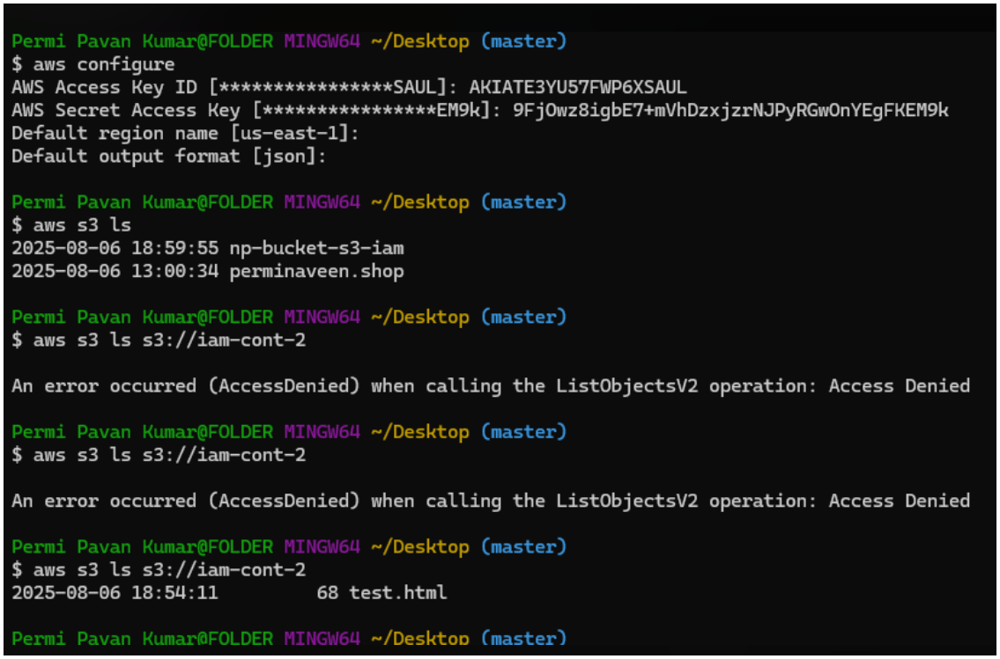 Permi Pavan Kumar@FOLDER MINGW64 ~/Desktop (master)
$ aws configure
AWS Access Key ID [****************SAUL]: AKIATE3YU57FWP6XSAUL
AWS Secret Access Key [****************EM9k]: 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
Default region name [us-east-1]:
Default output format [json]:
Permi Pavan Kumar@FOLDER MINGW64 ~/Desktop (master)
$ aws s3 ls
2025-08-06 18:59:55 np-bucket-s3-iam
2025-08-06 13:00:34 perminaveen.shop
Permi Pavan Kumar@FOLDER MINGW64 ~/Desktop (master)
$ aws s3 ls s3://iam-cont-2
An error occurred (AccessDenied) when calling the ListObjectsV2 operation: Access Denied
Permi Pavan Kumar@FOLDER MINGW64 ~/Desktop (master)
$ aws s3 ls s3://iam-cont-2
An error occurred (AccessDenied) when calling the ListObjectsV2 operation: Access Denied
Permi Pavan Kumar@FOLDER MINGW64 ~/Desktop (master)
$ aws s3 ls s3://iam-cont-2
2025-08-06 18:54:11         68 test.html
Permi Pavan Kumar@FOLDER MINGW64 ~/Desktop (master)